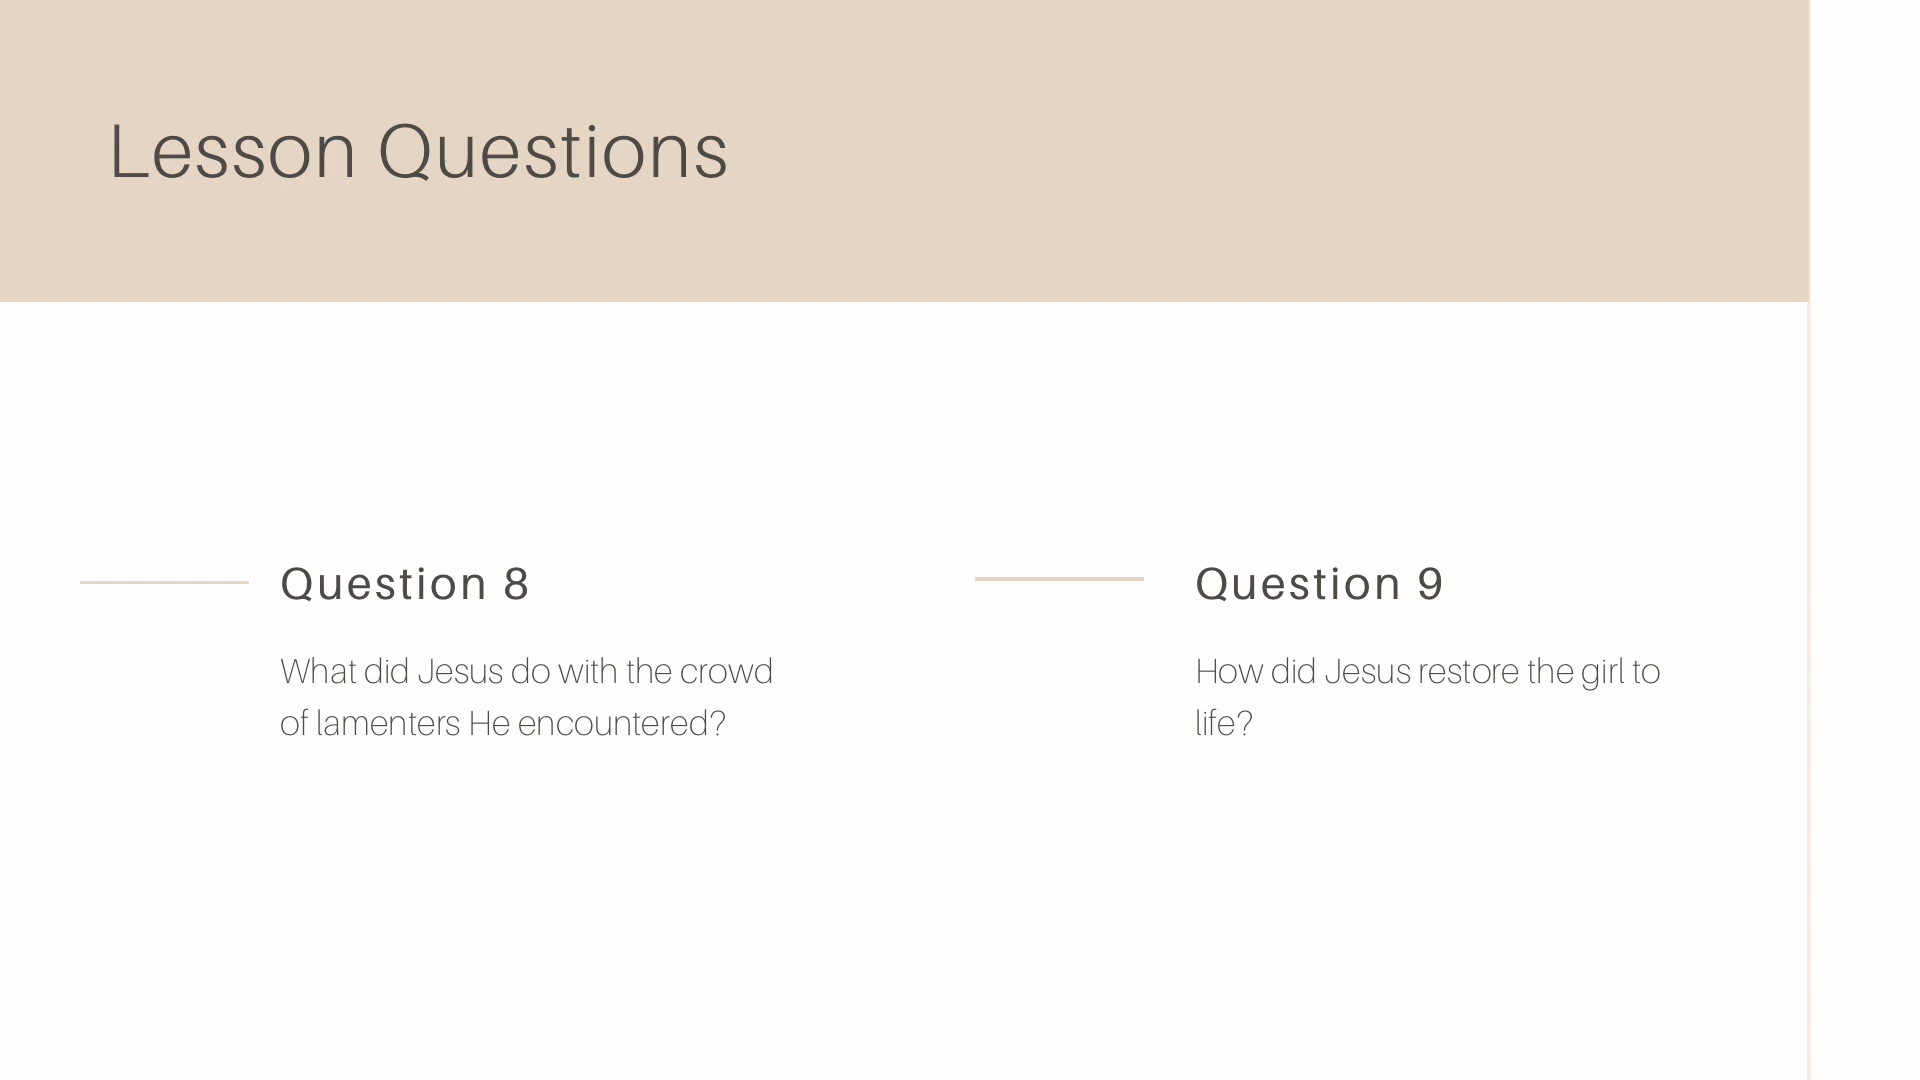 Lesson Questions
Question 8
What did Jesus do with the crowd
of lamenters He encountered?
Question 9
How did Jesus restore the girl to
life?